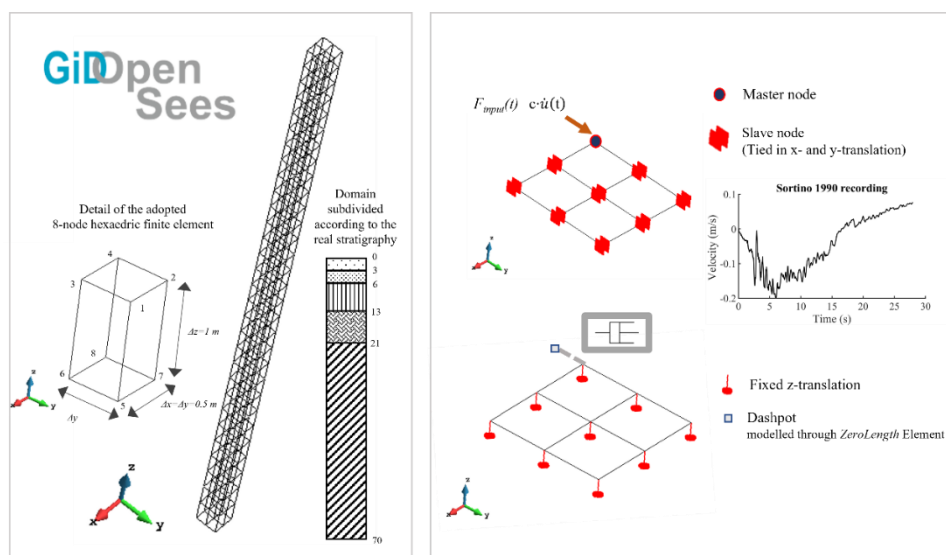 GiD Open
Sees
Detail of the adopted
8-node hexaedric finite element
4
3
2
1
8
6
7
5
Δz=1 m
Δy
Δx=Δy=0.5 m
z
x
y
z
x
y
Domain
subdivided
according to the
real stratigraphy
0
3
6
13
21
70
F_input(t) c·u̇(t)
Master node
Slave node
(Tied in x- and y-translation)
z
x
y
Sortino 1990 recording
Velocity (m/s)
0.1
0
-0.1
-0.2
0
5
10
15
20
25
30
Time (s)
Fixed z-translation
Dashpot
modelled through ZeroLength Element
z
x
y